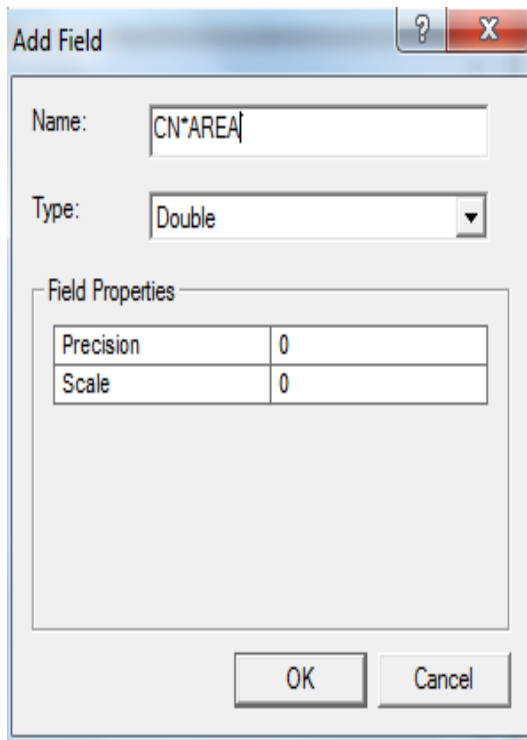 Add Field
Name: CN*AREA
Type: Double
Field Properties
Precision 0
Scale 0
OK Cancel